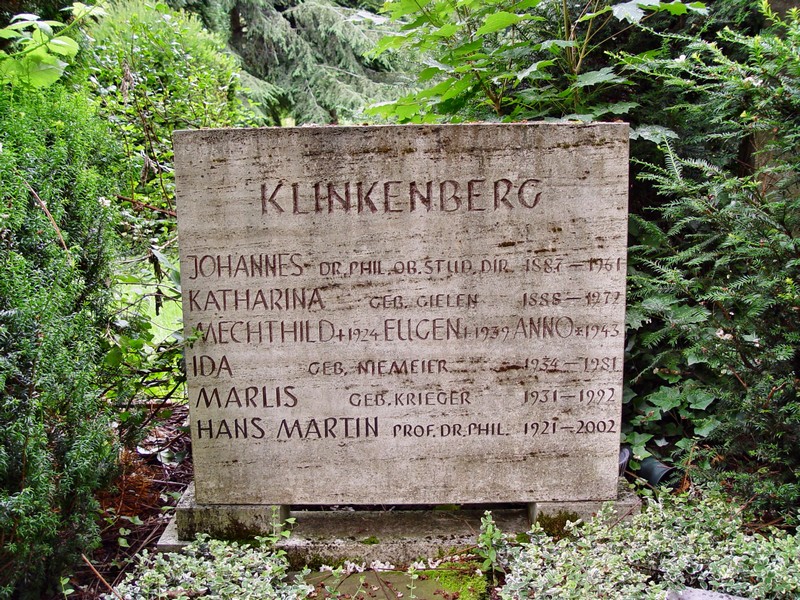 KLINKENBERG
JOHANNES DR. PHIL. OB. STUD. DIR. 1887–1961
KATHARINA GEB. GIELEN 1888–1977
MECHTHILD +1924 EUGEN +1939 ANNO *1943
IDA GEB. NIEMEIER 1934–1981
MARLIS GEB. KRIEGER 1931–1992
HANS MARTIN PROF. DR. PHIL. 1921–2002